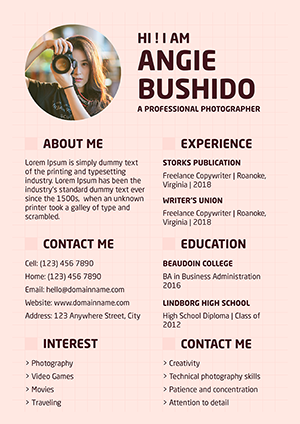 HI ! I AM
ANGIE
BUSHIDO
A PROFESSIONAL PHOTOGRAPHER
ABOUT ME
Lorem Ipsum is simply dummy text
of the printing and typesetting
industry. Lorem Ipsum has been the
industry's standard dummy text ever
since the 1500s, when an unknown
printer took a galley of type and
scrambled.
EXPERIENCE
STORKS PUBLICATION
Freelance Copywriter | Roanoke,
Virginia | 2018
WRITER'S UNION
Freelance Copywriter | Roanoke,
Virginia | 2018
CONTACT ME
Cell: (123) 456 7890
Home: (123) 456 7890
Email: hello@domainname.com
Website: www.domainname.com
Address: 123 Anywhere Street, City
EDUCATION
BEAUDOIN COLLEGE
BA in Business Administration
2016
LINDBORG HIGH SCHOOL
High School Diploma | Class of
2012
INTEREST
> Photography
> Video Games
> Movies
> Traveling
CONTACT ME
> Creativity
> Technical photography skills
> Patience and concentration
> Attention to detail